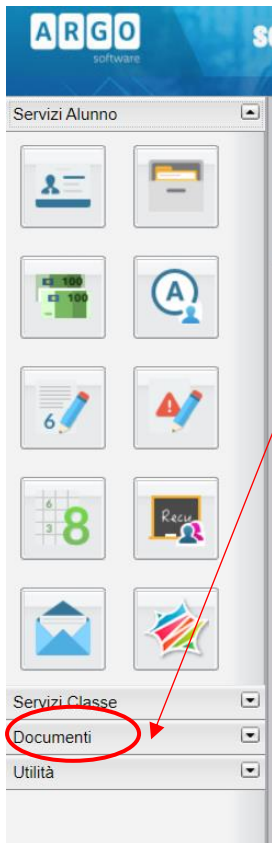 ARGO
software
Servizi Alunno
100
100
A
6
6
3
8
Recu
Servizi Classe
Documenti
Utilità